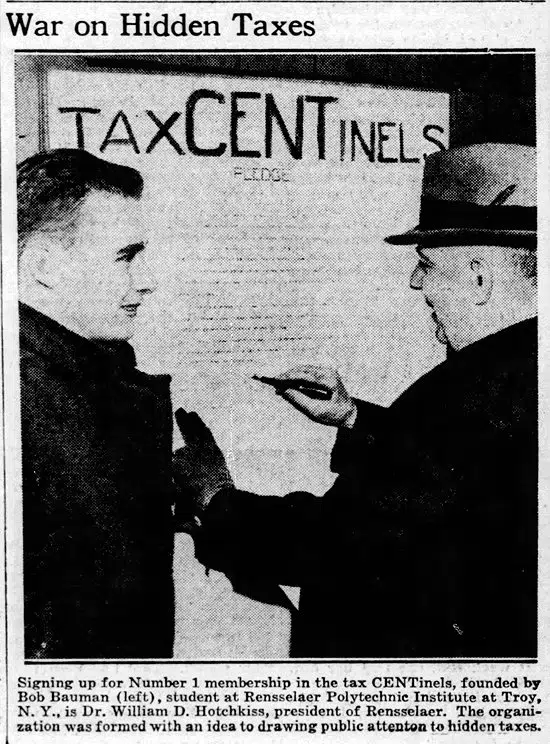 War on Hidden Taxes
TAXCENTINELS
PLEDGE
Signing up for Number 1 membership in the tax CENTinels, founded by
Bob Bauman (left), student at Rensselaer Polytechnic Institute at Troy,
N. Y., is Dr. William D. Hotchkiss, president of Rensselaer. The organi-
zation was formed with an idea to drawing public attenton to hidden taxes.